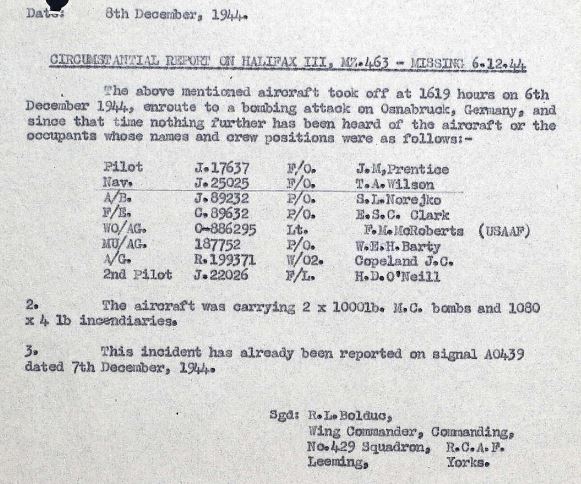 Date: 8th December, 1944.
CIRCUMSTANTIAL REPORT ON HALIFAX III, MZ.463 - MISSING 6.12.44
The above mentioned aircraft took off at 1619 hours on 6th
December 1944, enroute to a bombing attack on Osnabruck, Germany, and
since that time nothing further has been heard of the aircraft or the
occupants whose names and crew positions were as follows:-
Pilot J.17637 F/O. J.M.Prentice
Nav. J.25025 F/O. T.A.Wilson
A/B. J.89232 P/O. S.L.Norejko
F/E. C.89632 P/O. E.S.C. Clark
WO/AG. O-886295 Lt. F.M.McRoberts (USAAF)
MU/AG. 187752 P/O. W.E.H.Barty
A/G. R.199371 W/O2. Copeland J.C.
2nd Pilot J.22026 F/L. H.D.O'Neill
2. The aircraft was carrying 2 x 1000lb. M.C. bombs and 1080
x 4 lb incendiaries.
3. This incident has already been reported on signal A0439
dated 7th December, 1944.
Sgd: R.L.Bolduc,
Wing Commander, Commanding,
No.429 Squadron, R.C.A.F.
Leeming, Yorks.